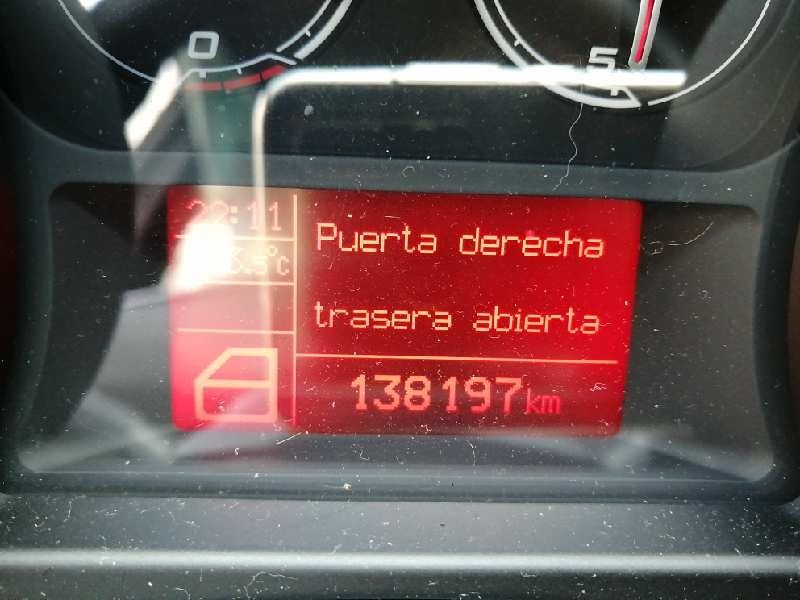 0
5
22:11
Puerta derecha
trasera abierta
138197km